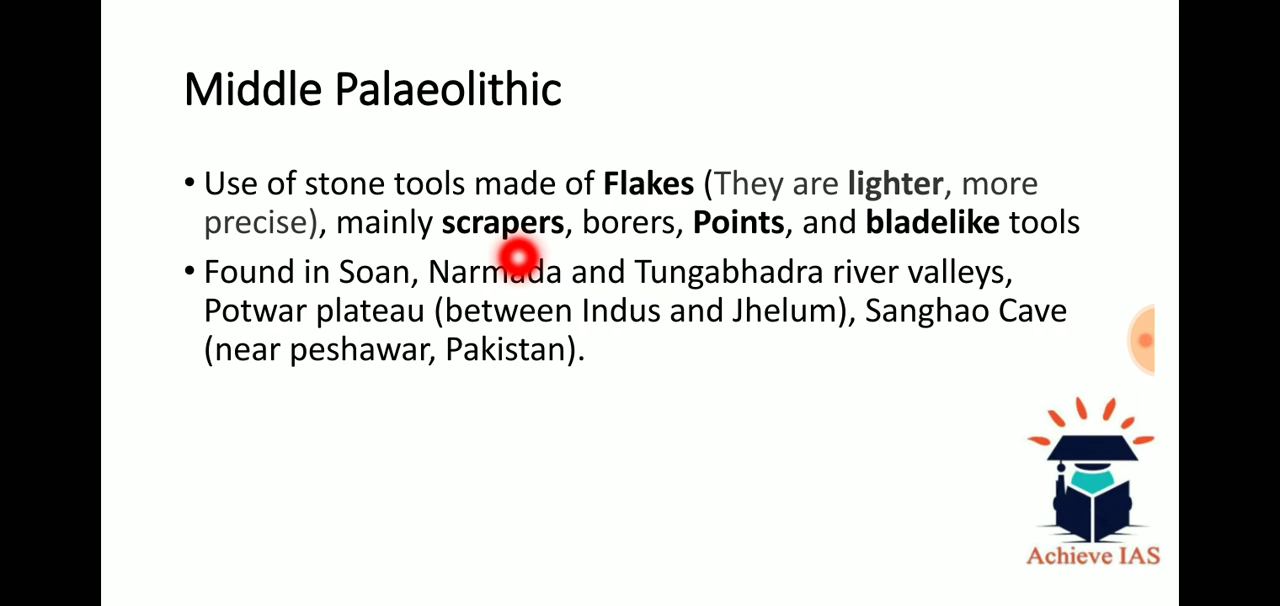 Middle Palaeolithic
• Use of stone tools made of Flakes (They are lighter, more
precise), mainly scrapers, borers, Points, and bladelike tools
• Found in Soan, Narmada and Tungabhadra river valleys,
Potwar plateau (between Indus and Jhelum), Sanghao Cave
(near peshawar, Pakistan).
Achieve IAS